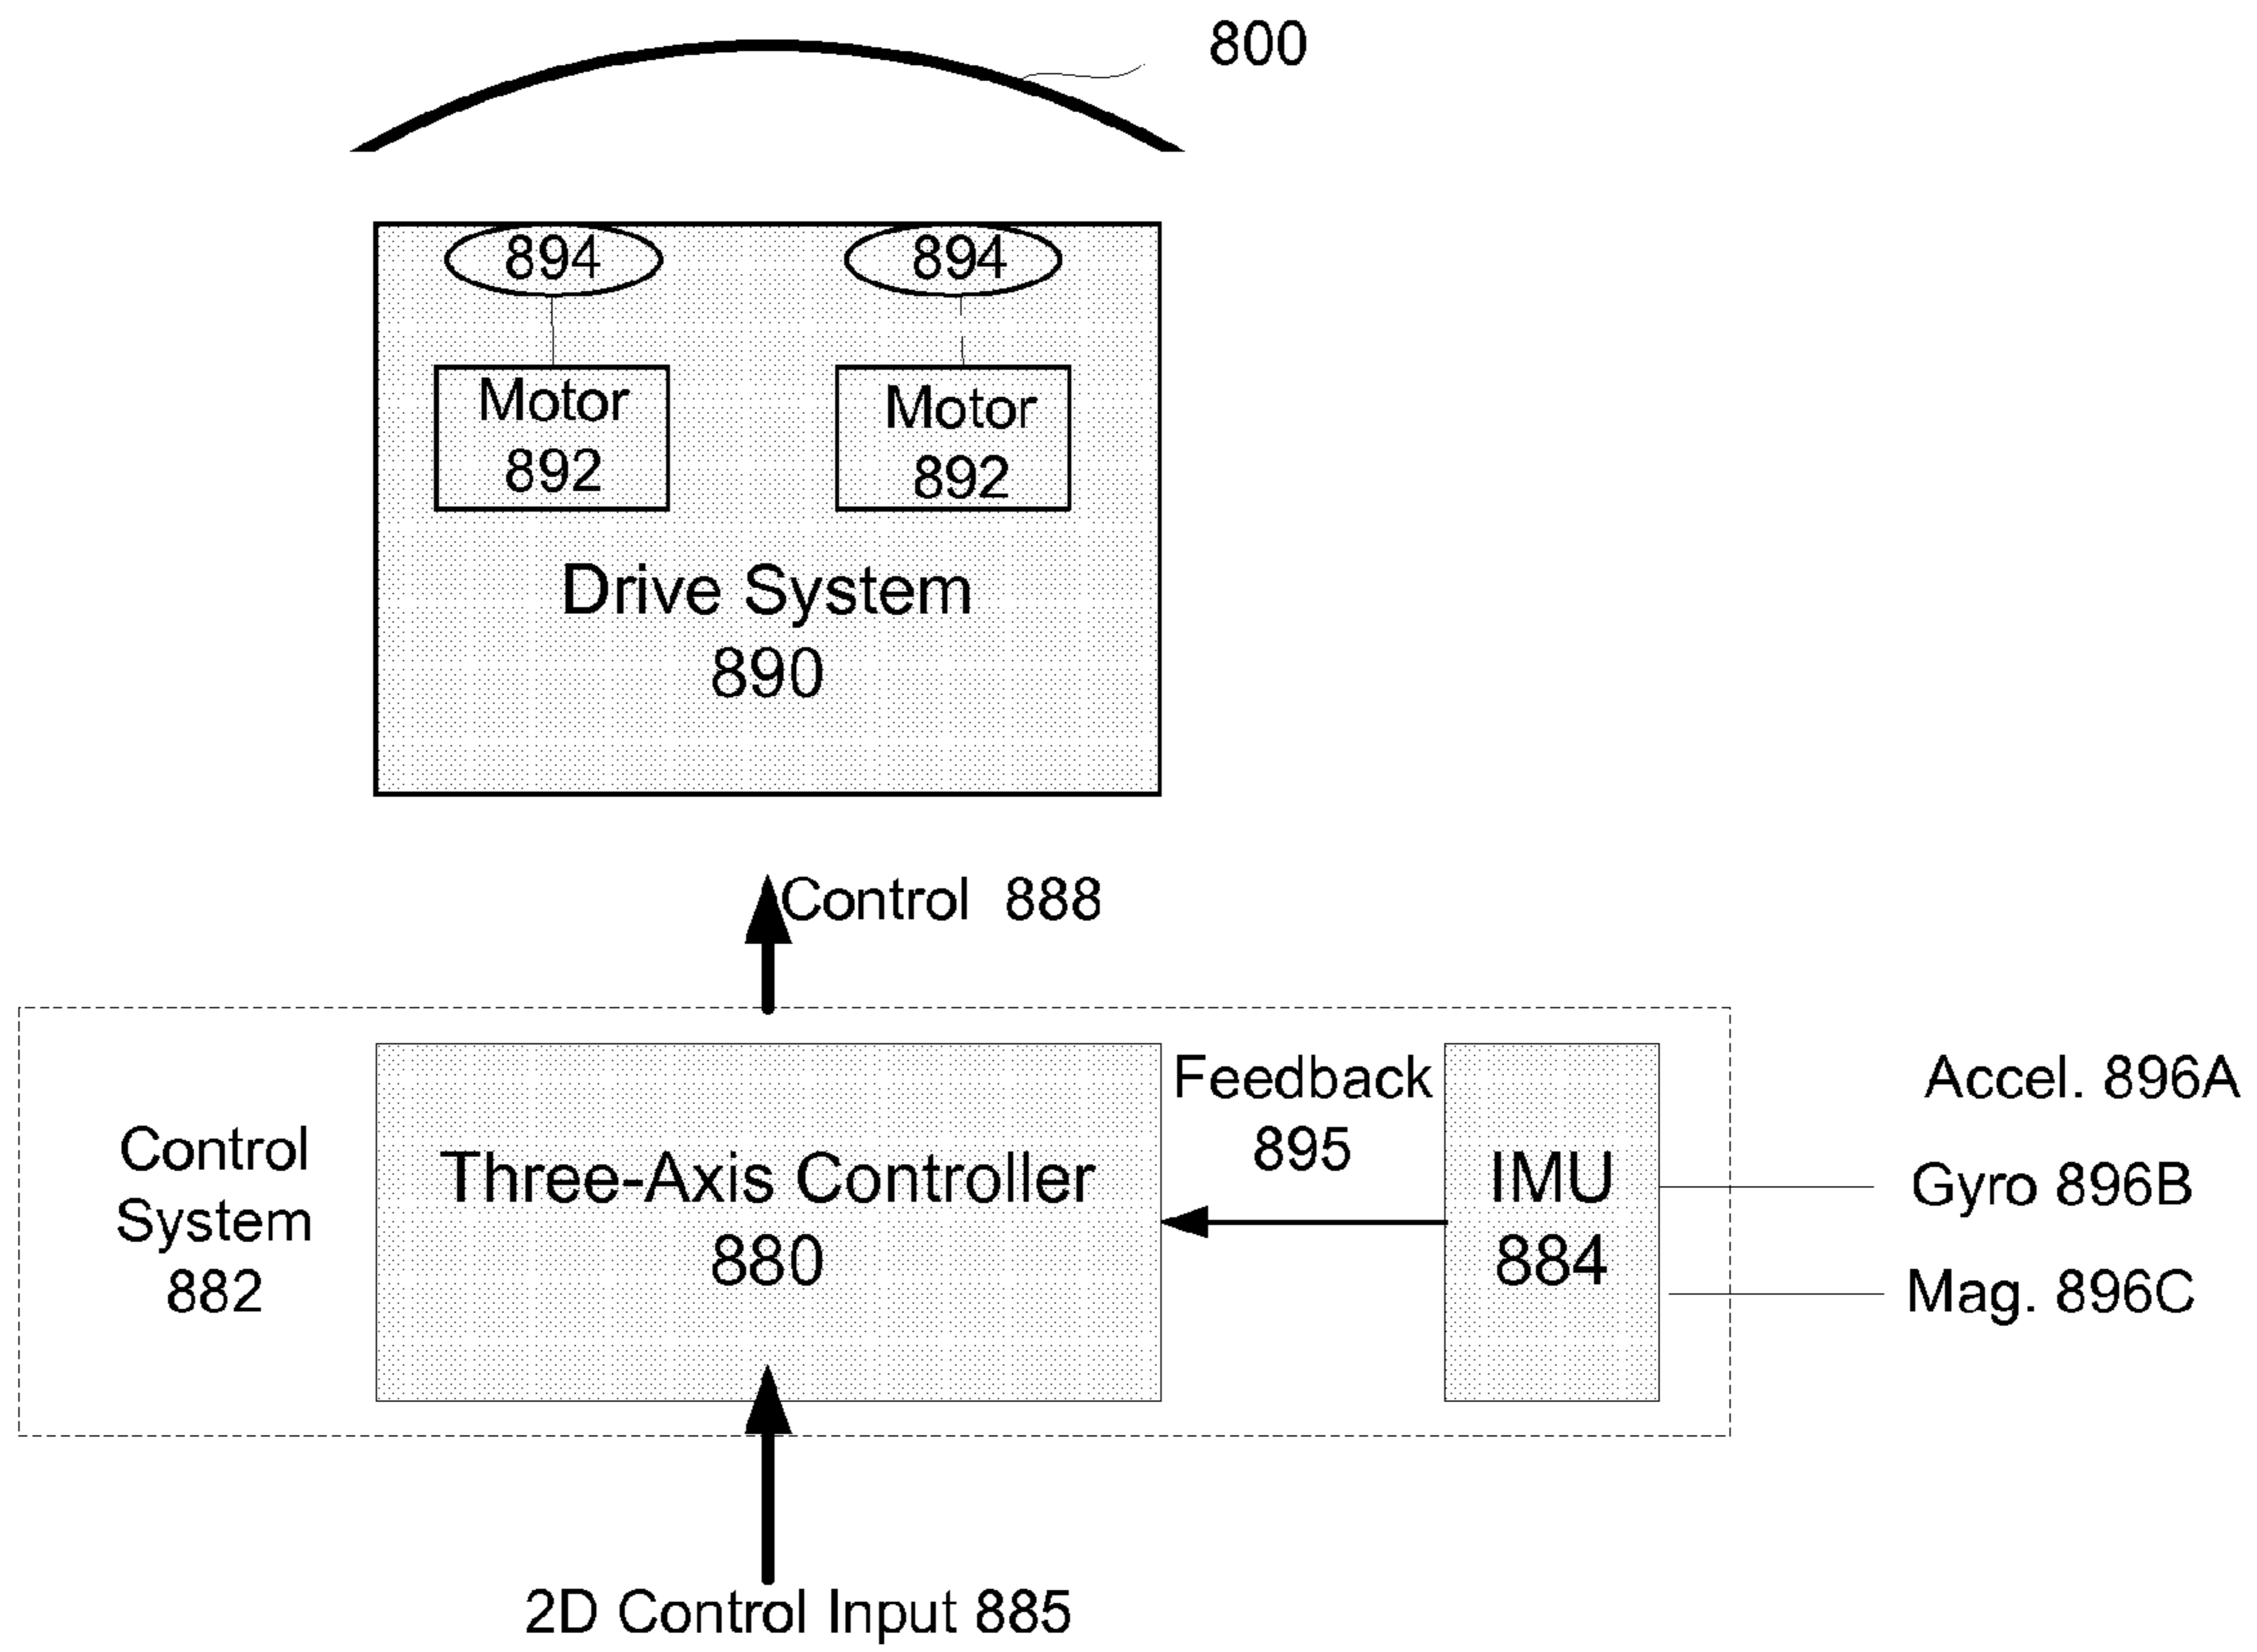 800
894
894
Motor
892
Motor
892
Drive System
890
Control 888
Control
System
882
Three-Axis Controller
880
Feedback
895
IMU
884
Accel. 896A
Gyro 896B
Mag. 896C
2D Control Input 885